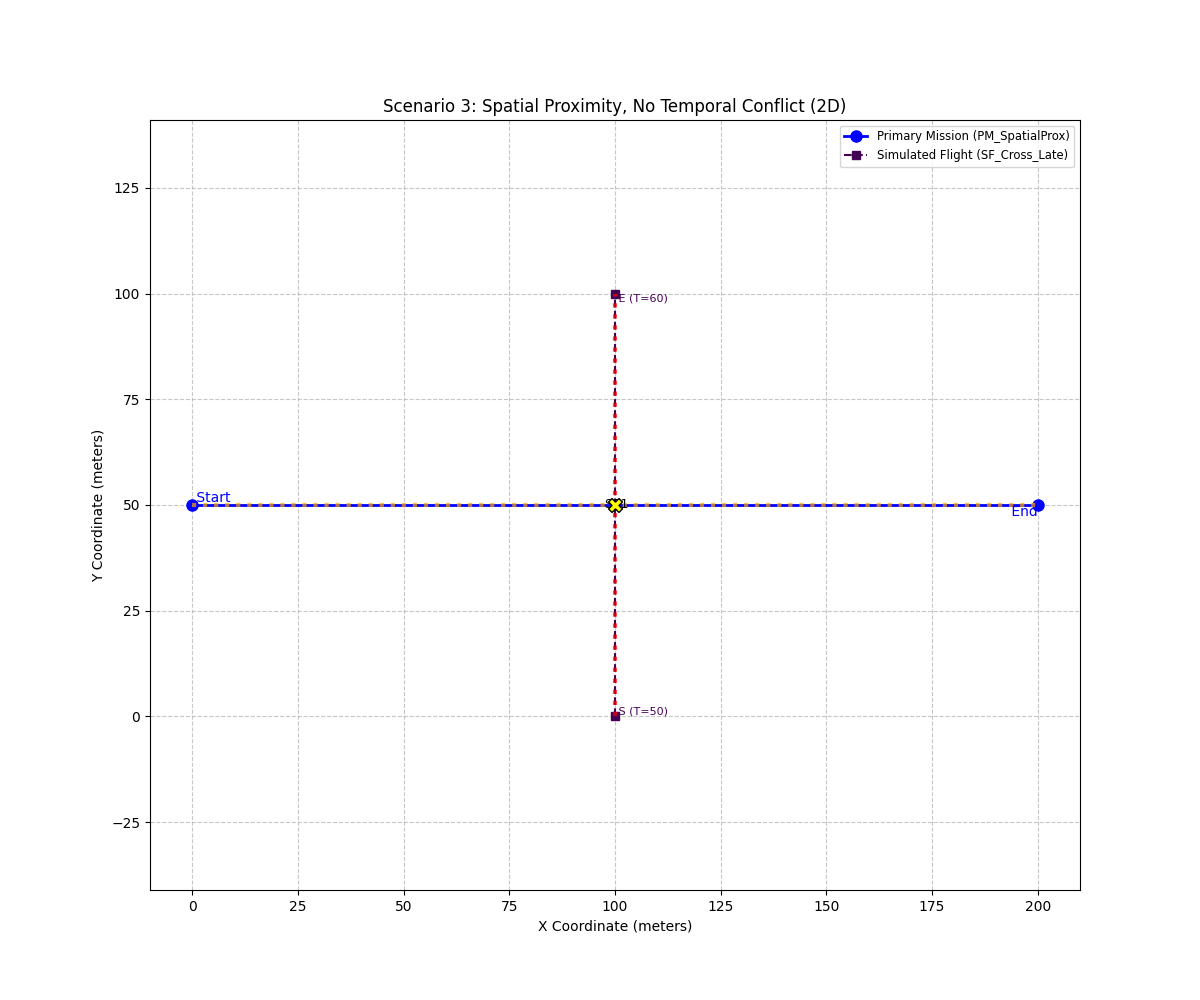 Scenario 3: Spatial Proximity, No Temporal Conflict (2D)
Primary Mission (PM_SpatialProx)
Simulated Flight (SF_Cross_Late)
125
100
75
50
25
0
−25
Y Coordinate (meters)
E (T=60)
Start
End
S (T=50)
0
25
50
75
100
125
150
175
200
X Coordinate (meters)